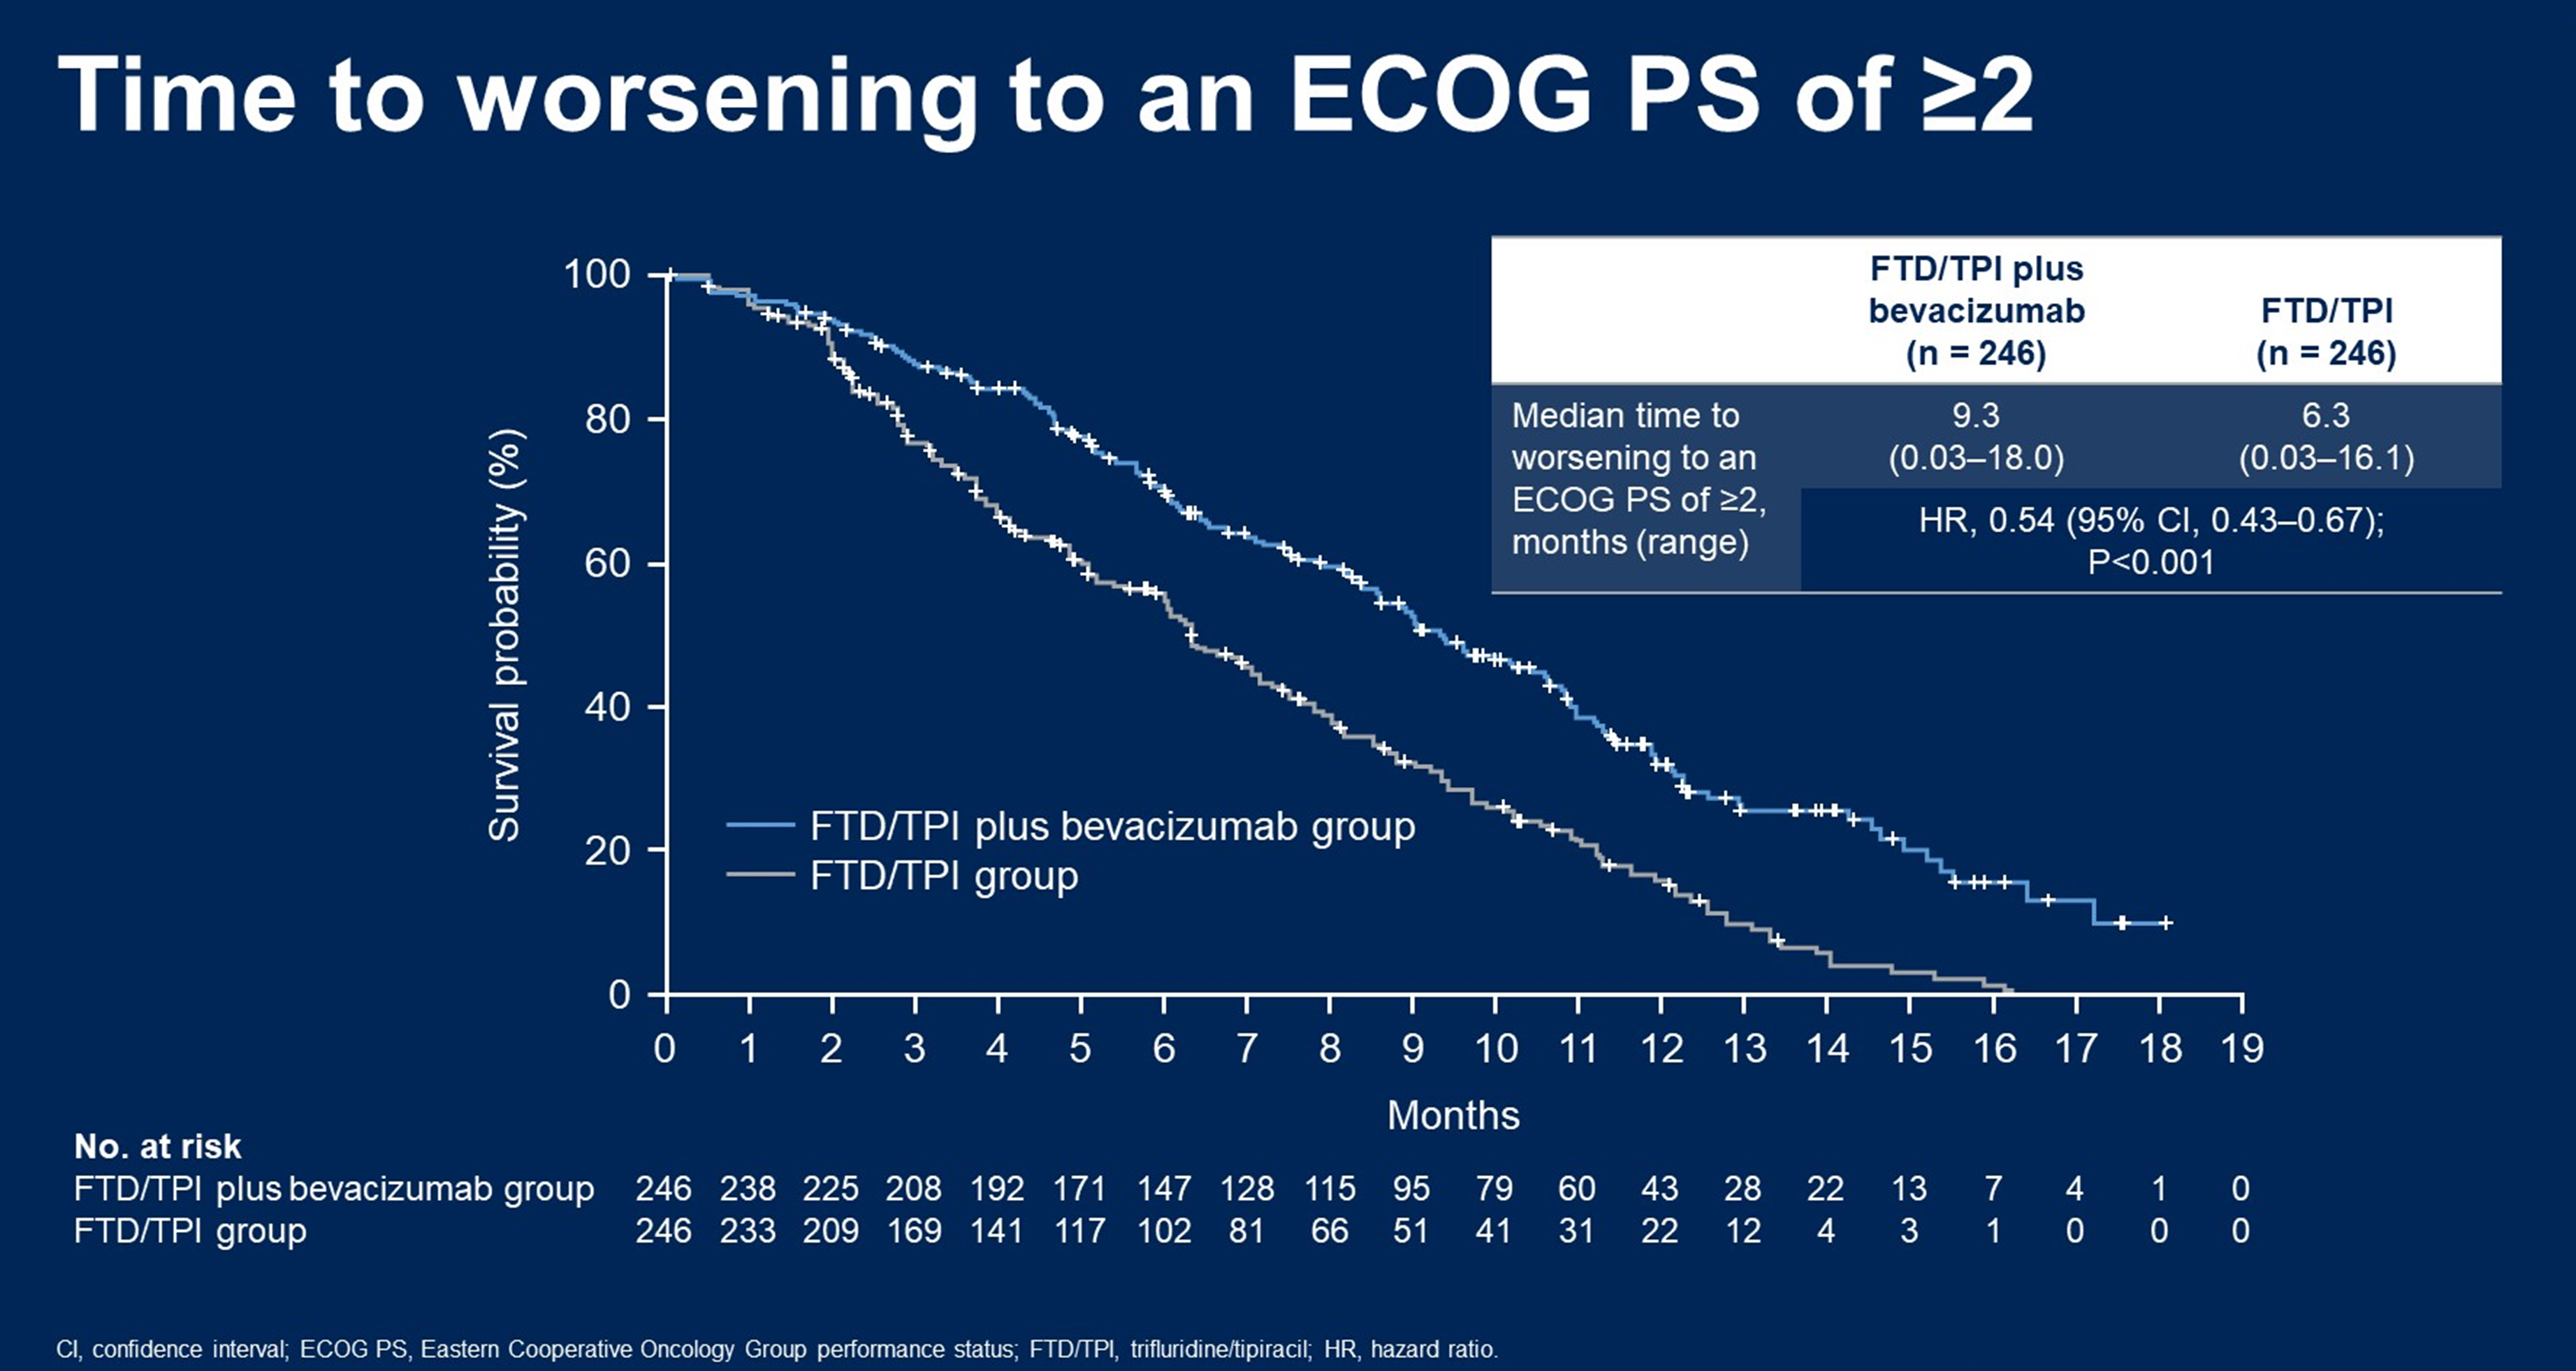 Time to worsening to an ECOG PS of ≥2
FTD/TPI plus
bevacizumab
(n = 246)
FTD/TPI
(n = 246)
Median time to
worsening to an
ECOG PS of ≥2,
months (range)
9.3
(0.03–18.0)
6.3
(0.03–16.1)
HR, 0.54 (95% CI, 0.43–0.67);
P<0.001
Survival probability (%)
100
80
60
40
20
0
FTD/TPI plus bevacizumab group
FTD/TPI group
0 1 2 3 4 5 6 7 8 9 10 11 12 13 14 15 16 17 18 19
Months
No. at risk
FTD/TPI plus bevacizumab group 246 238 225 208 192 171 147 128 115 95 79 60 43 28 22 13 7 4 1 0
FTD/TPI group 246 233 209 169 141 117 102 81 66 51 41 31 22 12 4 3 1 0 0 0
CI, confidence interval; ECOG PS, Eastern Cooperative Oncology Group performance status; FTD/TPI, trifluridine/tipiracil; HR, hazard ratio.